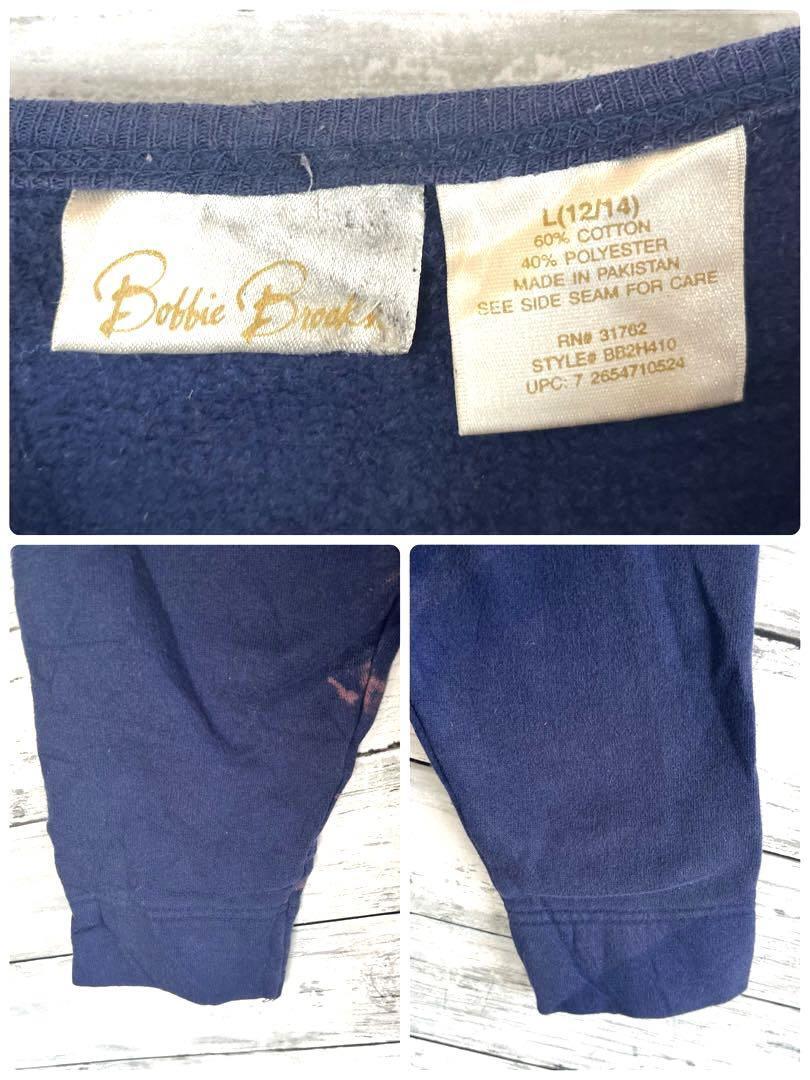 Bobbie Brooks
L(12/14)
60% COTTON
40% POLYESTER
MADE IN PAKISTAN
SEE SIDE SEAM FOR CARE
RN# 31762
STYLE# BB2H410
UPC: 7 2654710524